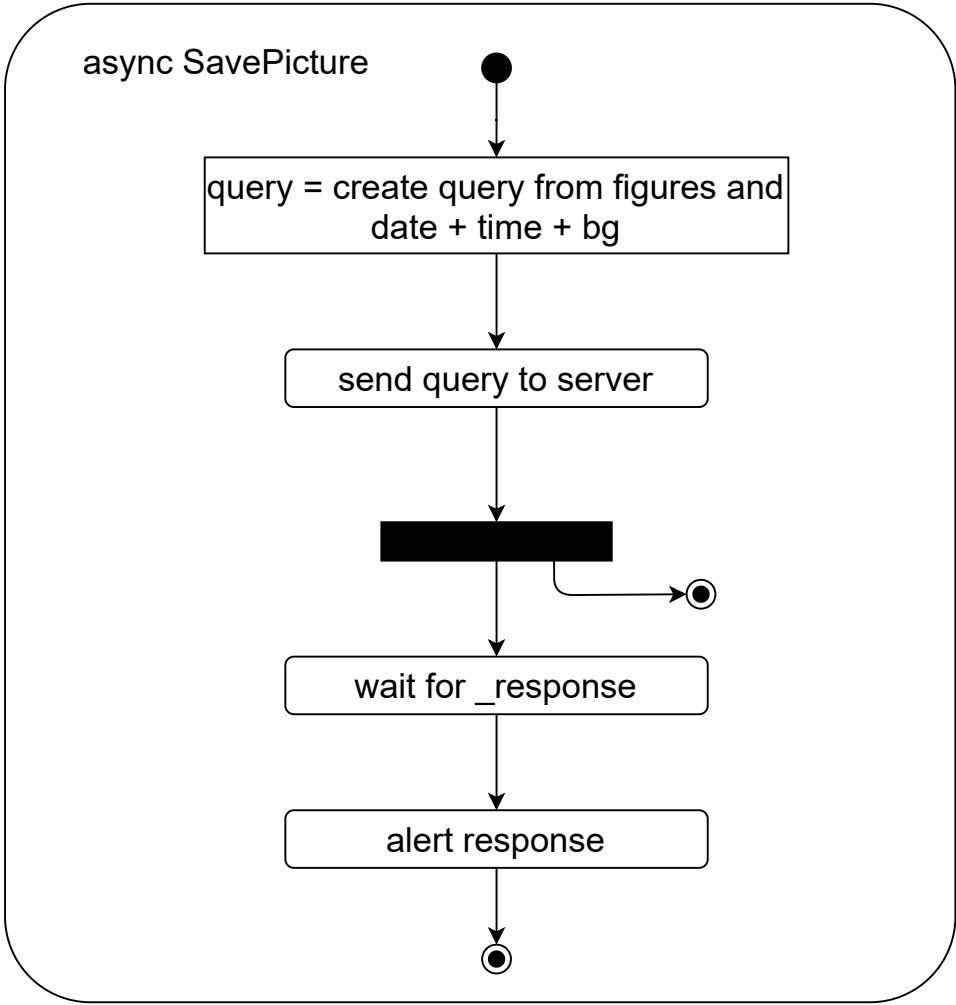 async SavePicture
query = create query from figures and
date + time + bg
send query to server
wait for _response
alert response